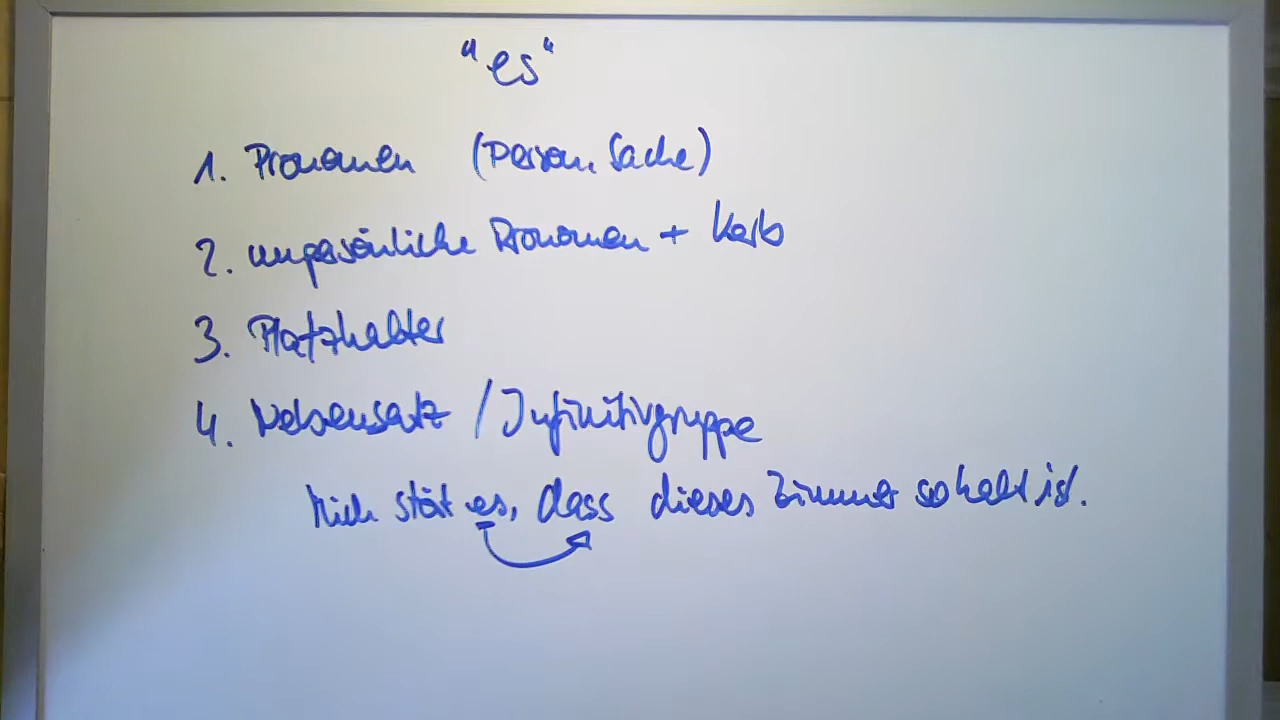 "es"
1. Pronomen (Person, Sache)
2. unpersönliche Pronomen + Verb
3. Platzhalter
4. Nebensatz / Infinitivgruppe
Mich stört es, dass dieses Zimmer so kalt ist.